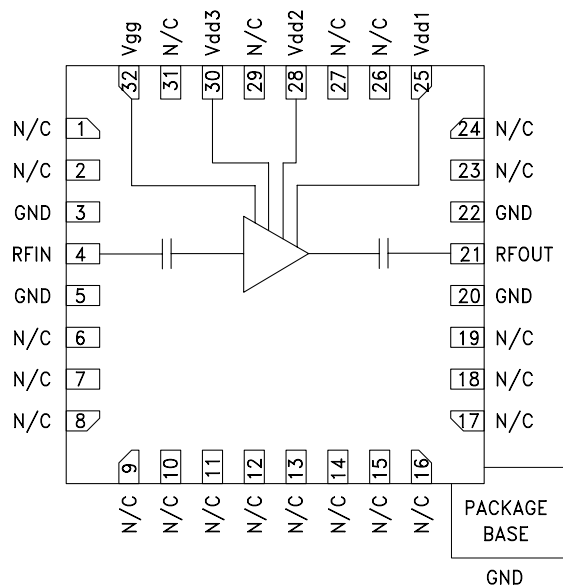 Vgg
N/C
Vdd3
N/C
Vdd2
N/C
N/C
Vdd1
32
31
30
29
28
27
26
25
N/C 1
N/C 2
GND 3
RFIN 4
GND 5
N/C 6
N/C 7
N/C 8
24 N/C
23 N/C
22 GND
21 RFOUT
20 GND
19 N/C
18 N/C
17 N/C
9
10
11
12
13
14
15
16
N/C
N/C
N/C
N/C
N/C
N/C
N/C
N/C
PACKAGE
BASE
GND